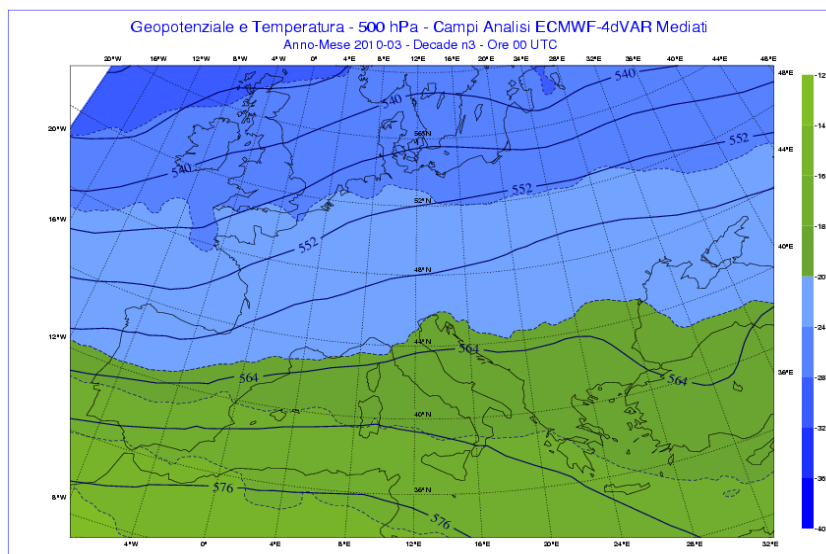 Geopotenziale e Temperatura - 500 hPa - Campi Analisi ECMWF-4dVAR Mediati
Anno-Mese 2010-03 - Decade n3 - Ore 00 UTC
20°W 16°W 12°W 8°W 4°W 0° 4°E 8°E 12°E 16°E 20°E 24°E 28°E 32°E 36°E 40°E 44°E 48°E
48°E
44°E
40°E
36°E
20°W
16°W
12°W
8°W
56°N
52°N
48°N
44°N
40°N
36°N
540
540
540
552
552
552
564
564
564
576
576
-12
-14
-16
-18
-20
-24
-28
-32
-36
-40
4°W 0° 4°E 8°E 12°E 16°E 20°E 24°E 28°E 32°E